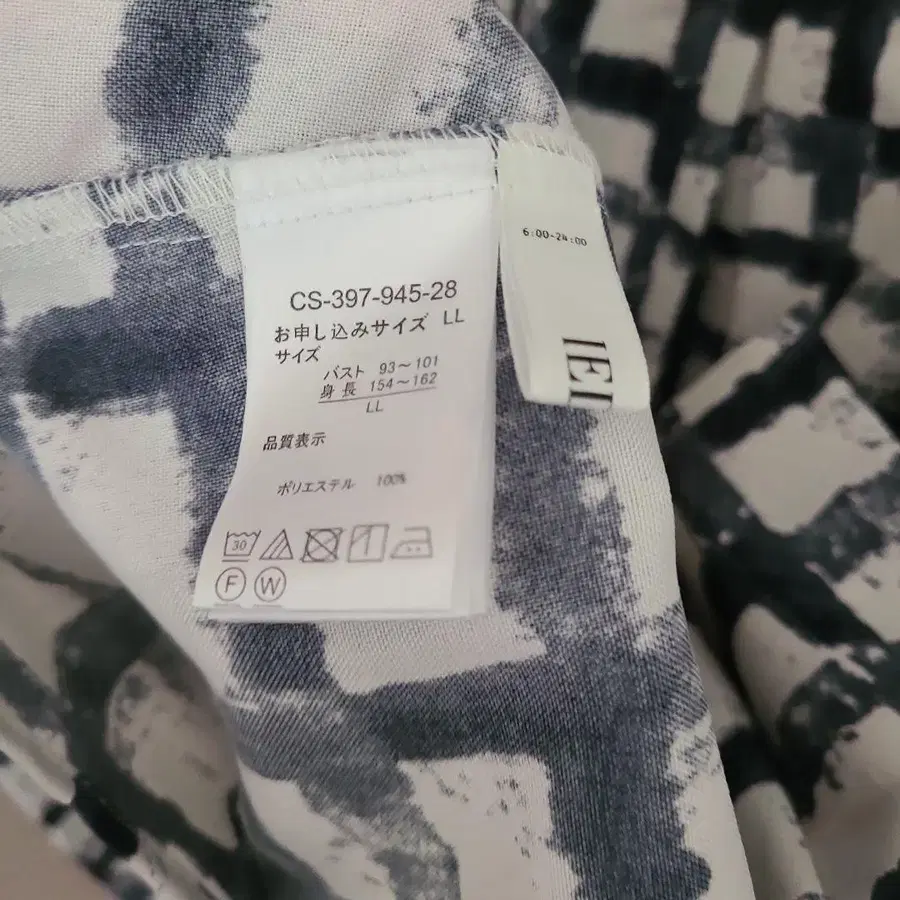 CS-397-945-28
お申し込みサイズ LL
サイズ
バスト 93～101
身長 154～162
LL
品質表示
ポリエステル 100%
30
F W
6:00-24:00